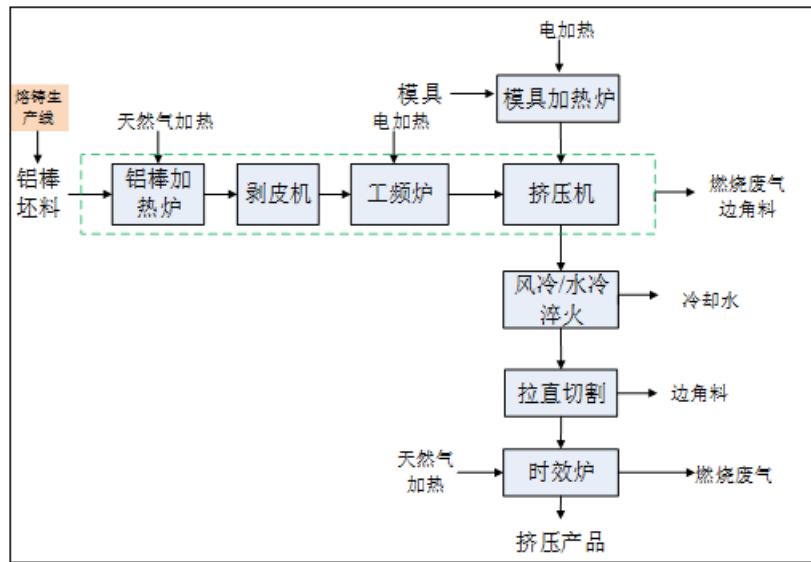 电加热
模具
模具加热炉
熔铸生
产线
天然气加热
电加热
铝棒
坯料
铝棒加
热炉
剥皮机
工频炉
挤压机
燃烧废气
边角料
风冷/水冷
淬火
冷却水
拉直切割
边角料
天然气
加热
时效炉
燃烧废气
挤压产品